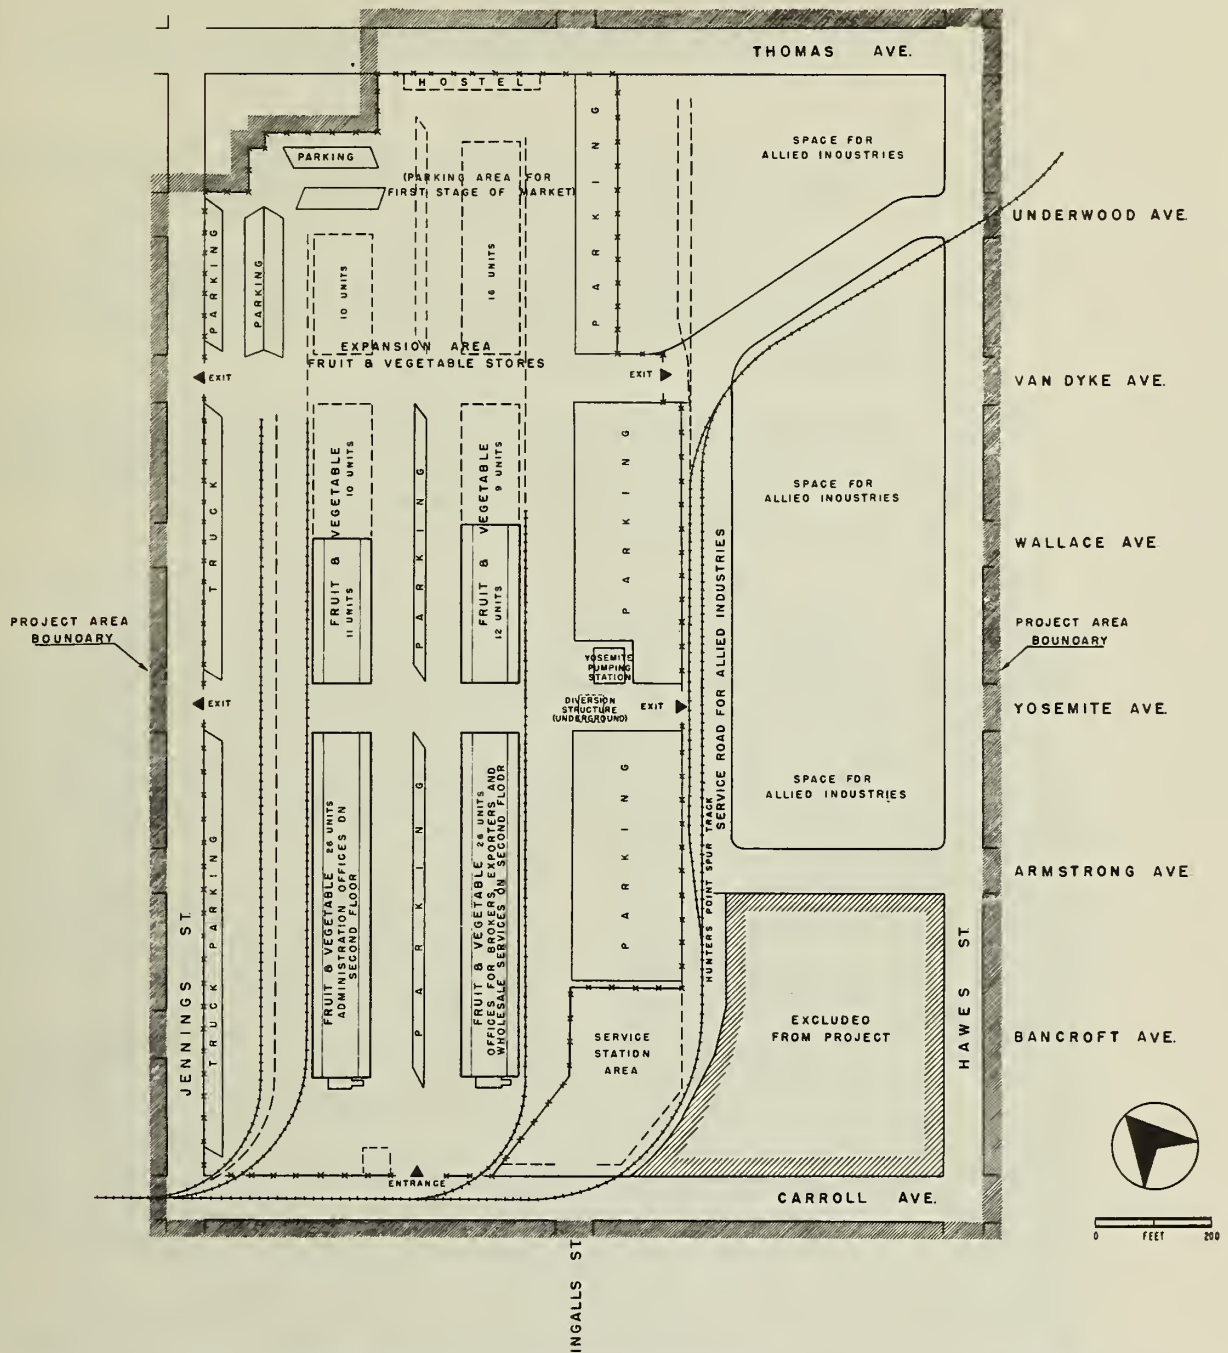 THOMAS AVE.
HOSTEL
PARKING
SPACE FOR
ALLIED INDUSTRIES
PARKING
(PARKING AREA FOR
FIRST STAGE OF MARKET)
UNDERWOOD AVE.
PARKING
PARKING
10 UNITS
16 UNITS
EXPANSION AREA
FRUIT & VEGETABLE STORES
EXIT
EXIT
VAN DYKE AVE.
TRUCK
FRUIT & VEGETABLE
10 UNITS
11 UNITS
PARKING
FRUIT & VEGETABLE
9 UNITS
12 UNITS
PARKING
SPACE FOR
ALLIED INDUSTRIES
WALLACE AVE
SERVICE ROAD FOR ALLIED INDUSTRIES
PROJECT AREA
BOUNDARY
PROJECT AREA
BOUNDARY
YOSEMITE
PUMPING
STATION
DIVERSION
STRUCTURE
(UNDERGROUND)
EXIT
EXIT
YOSEMITE AVE.
SPACE FOR
ALLIED INDUSTRIES
PARKING
HUNTERS POINT SPUR TRACK
ARMSTRONG AVE
JENNINGS ST.
TRUCK PARKING
FRUIT & VEGETABLE 26 UNITS
ADMINISTRATION OFFICES ON
SECOND FLOOR
PARKING
FRUIT & VEGETABLE 26 UNITS
OFFICES FOR BROKERS, EXPORTERS AND
WHOLESALE SERVICES ON SECOND FLOOR
SERVICE
STATION
AREA
EXCLUDED
FROM PROJECT
HAWES ST.
BANCROFT AVE.
ENTRANCE
CARROLL AVE.
0 FEET 200
INGALLS ST.